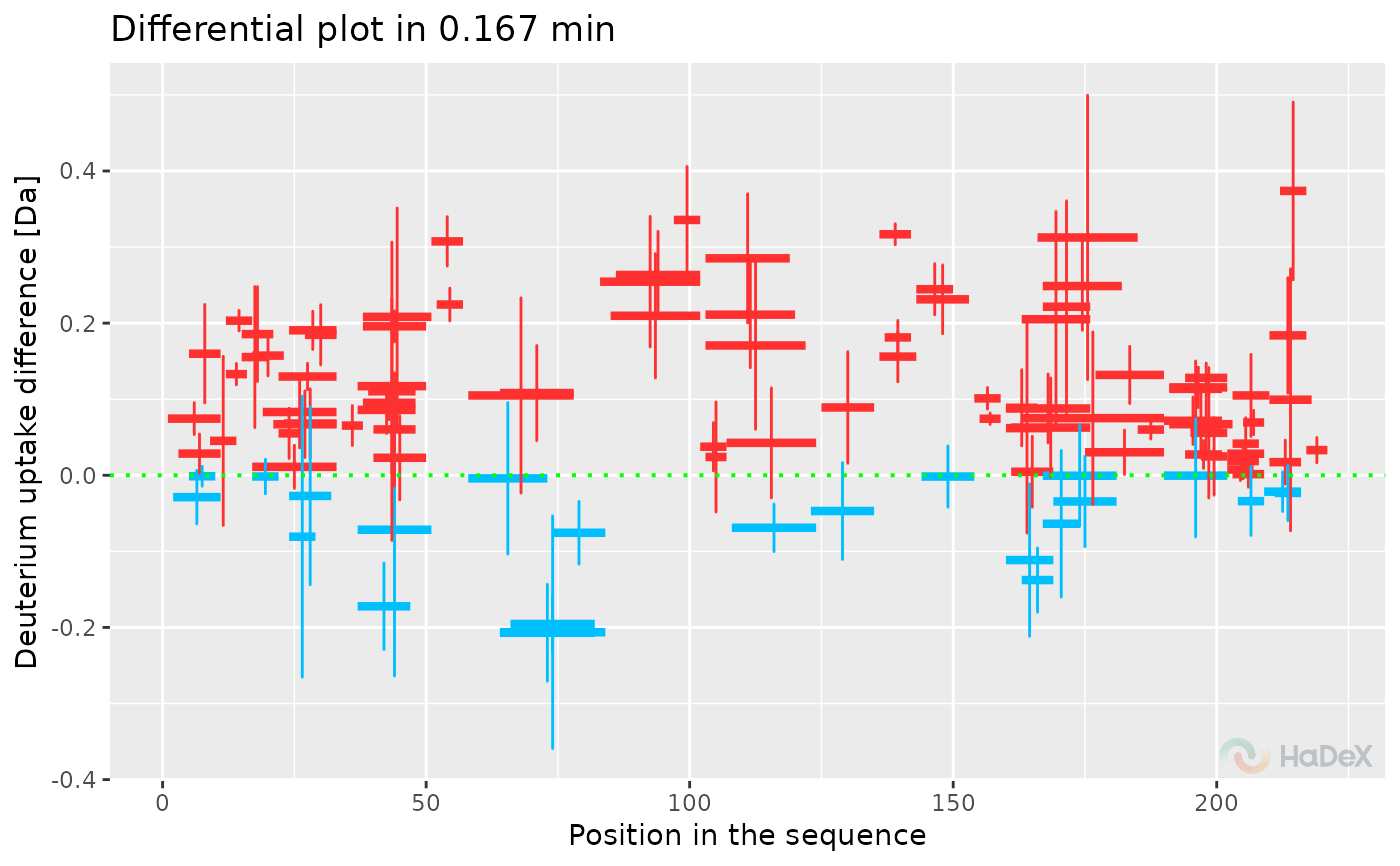 Differential plot in 0.167 min
Deuterium uptake difference [Da]
0.4
0.2
0.0
-0.2
-0.4
0 50 100 150 200
Position in the sequence
HaDeX